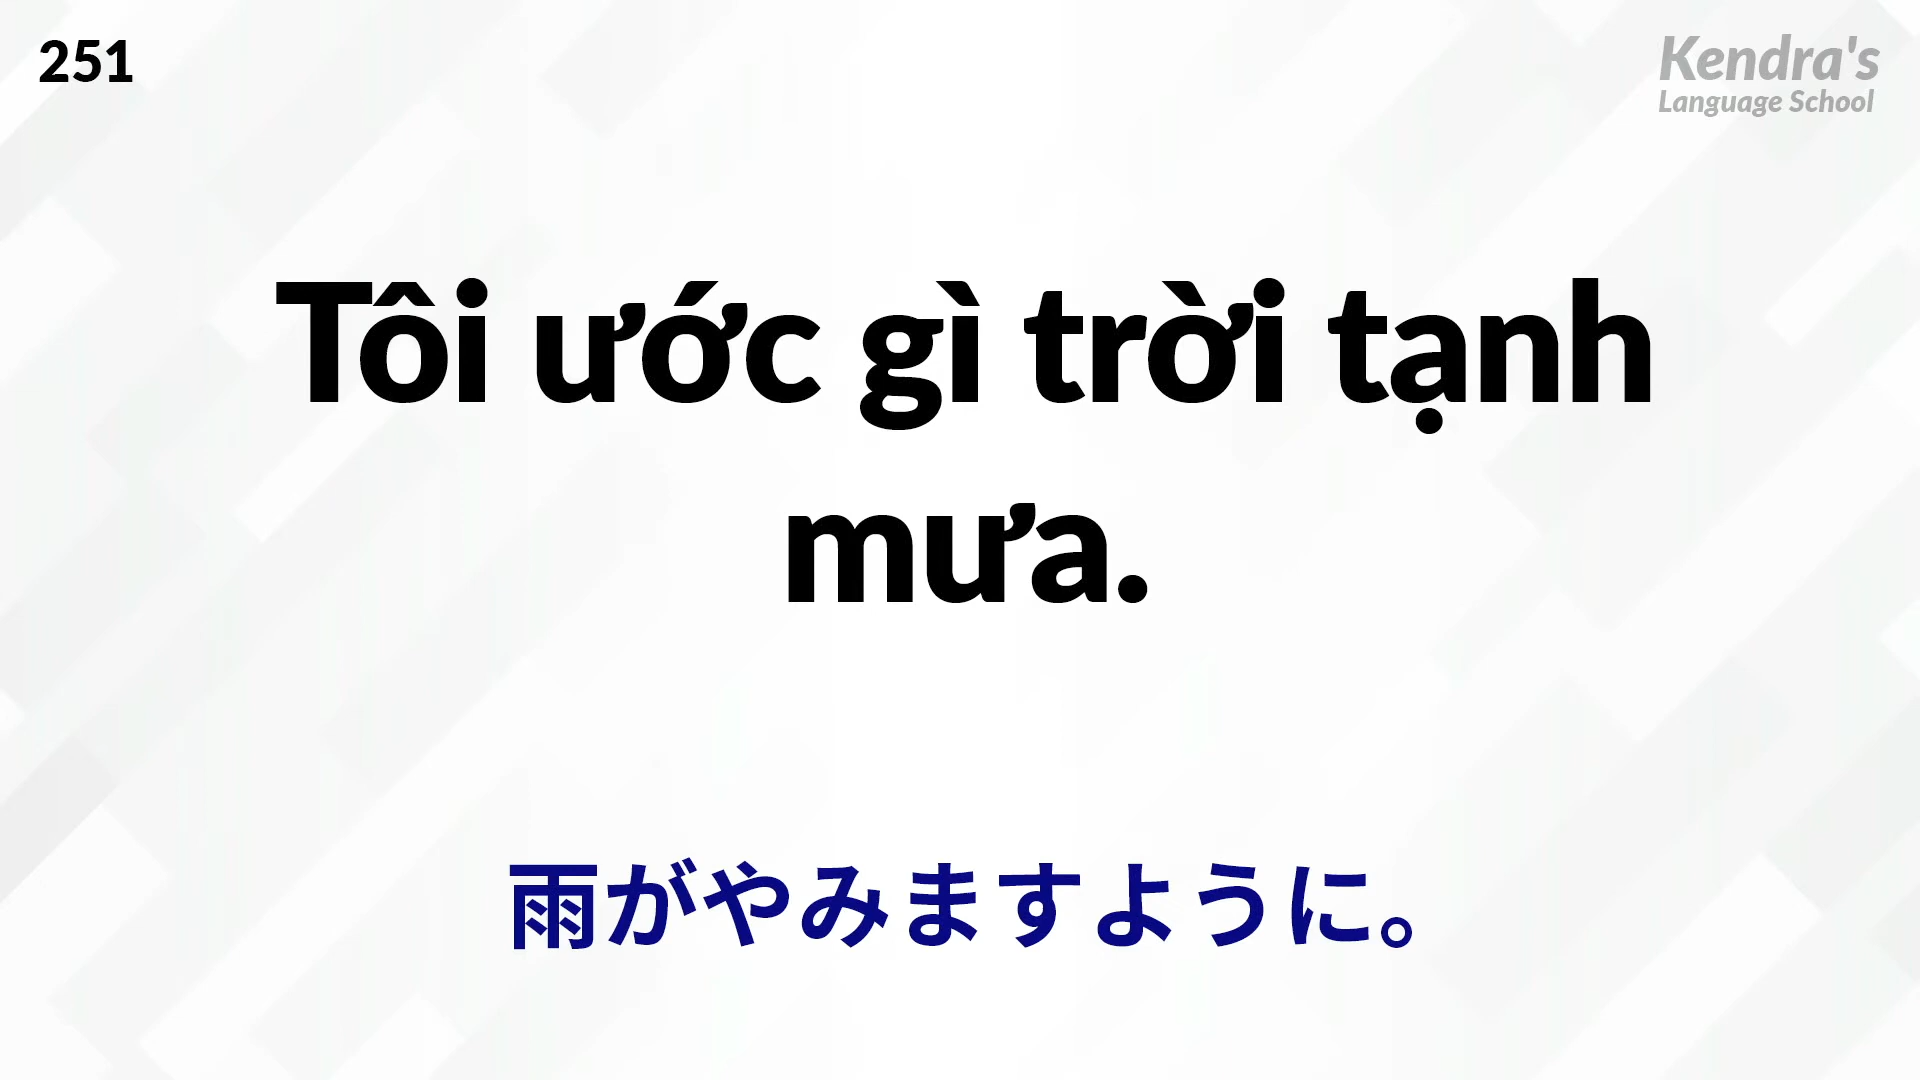 251
Kendra's
Language School
Tôi ước gì trời tạnh
mưa.
雨がやみますように。